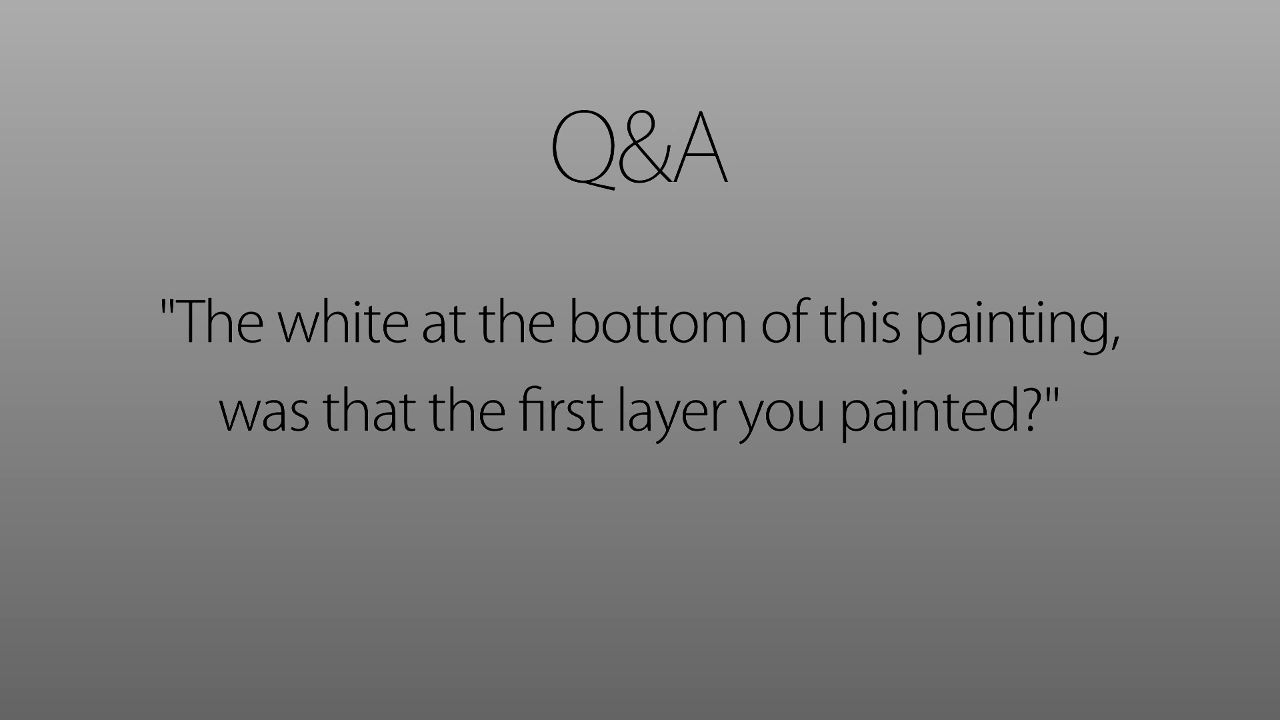 Q&A
"The white at the bottom of this painting,
was that the first layer you painted?"